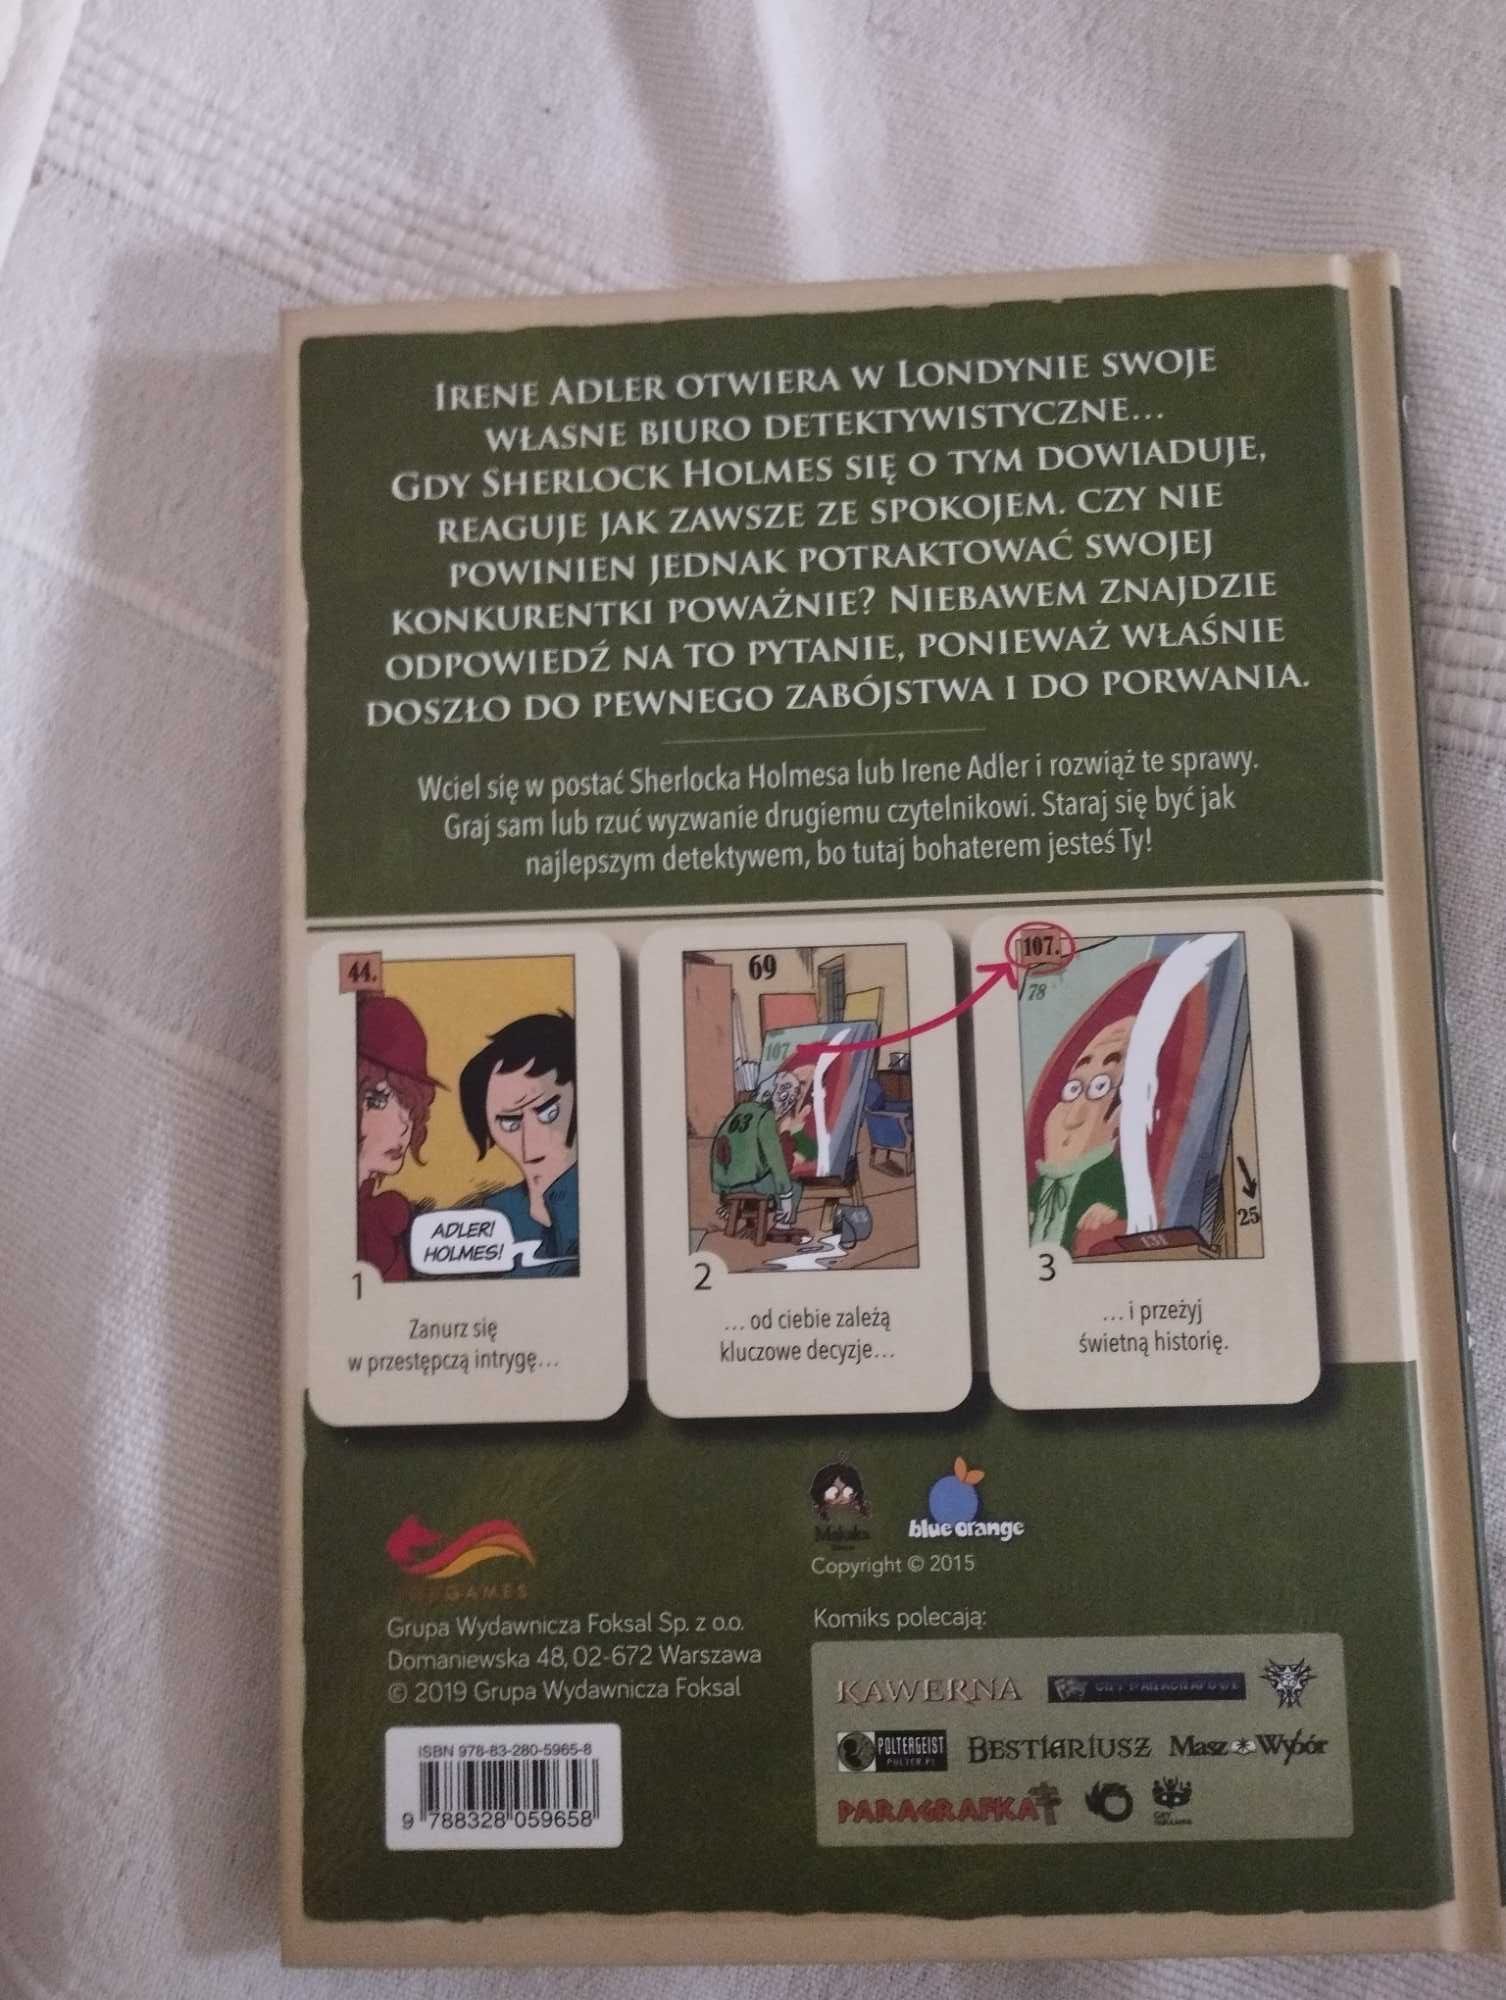 Irene Adler otwiera w Londynie swoje
własne biuro detektywistyczne...
Gdy Sherlock Holmes się o tym dowiaduje,
reaguje jak zawsze ze spokojem. Czy nie
powinien jednak potraktować swojej
konkurentki poważnie? Niebawem znajdzie
odpowiedź na to pytanie, ponieważ właśnie
doszło do pewnego zabójstwa i do porwania.
Wciel się w postać Sherlocka Holmesa lub Irene Adler i rozwiąż te sprawy.
Graj sam lub rzuć wyzwanie drugiemu czytelnikowi. Staraj się być jak
najlepszym detektywem, bo tutaj bohaterem jesteś Ty!
44.
ADLER!
HOLMES!
1
Zanurz się
w przestępczą intrygę...
69
107
63
2
... od ciebie zależą
kluczowe decyzje...
107.
78
25
131
3
... i przeżyj
świetną historię.
GAMES
Grupa Wydawnicza Foksal Sp. z o.o.
Domaniewska 48, 02-672 Warszawa
© 2019 Grupa Wydawnicza Foksal
ISBN 978-83-280-5965-8
9 788328 059658
Makaka
blue orange
Copyright © 2015
Komiks polecają:
KAWERNA
POLTERGEIST
POLTER.PL
BESTIARIUSZ
Masz Wybór
PARAGRAFKA